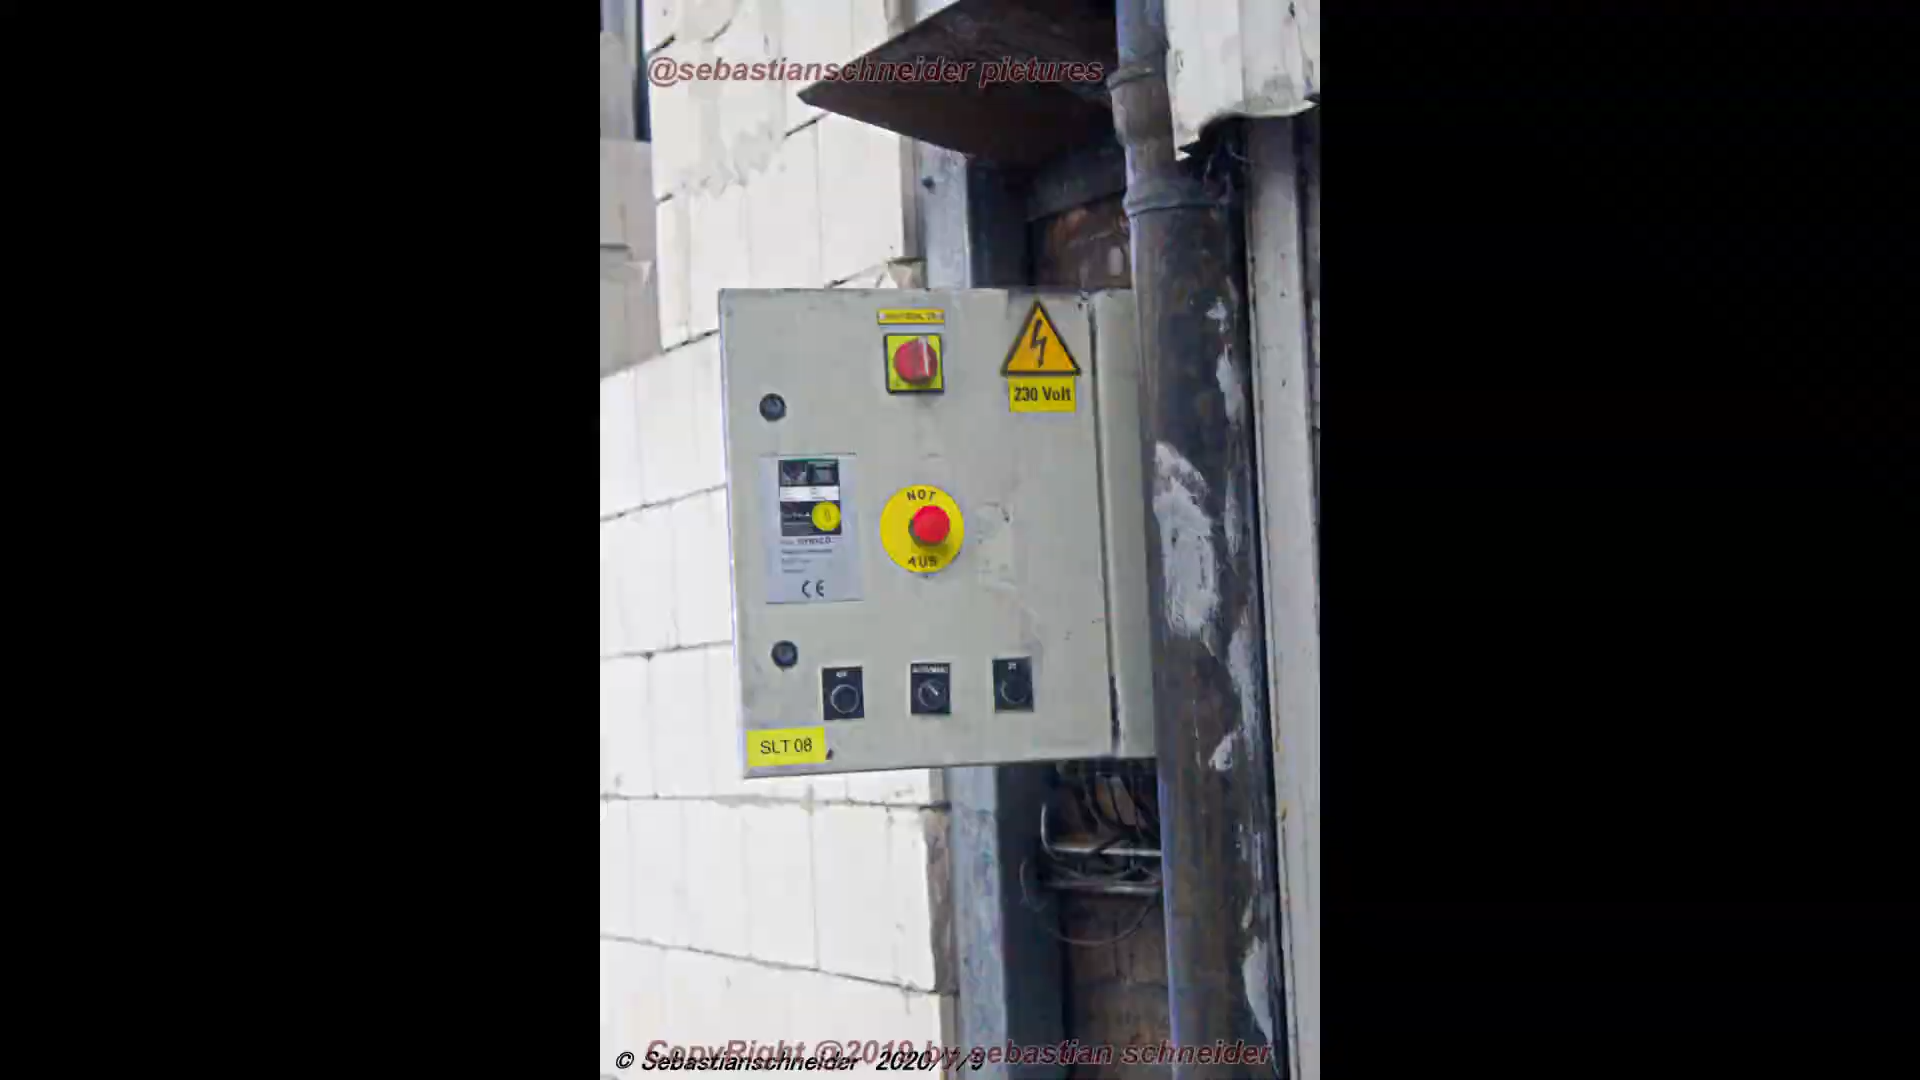 @sebastianschneider pictures
230 Volt
NOT
AUS
CE
SLT 08
CopyRight @2019 by sebastian schneider
© Sebastianschneider 2020/7/9